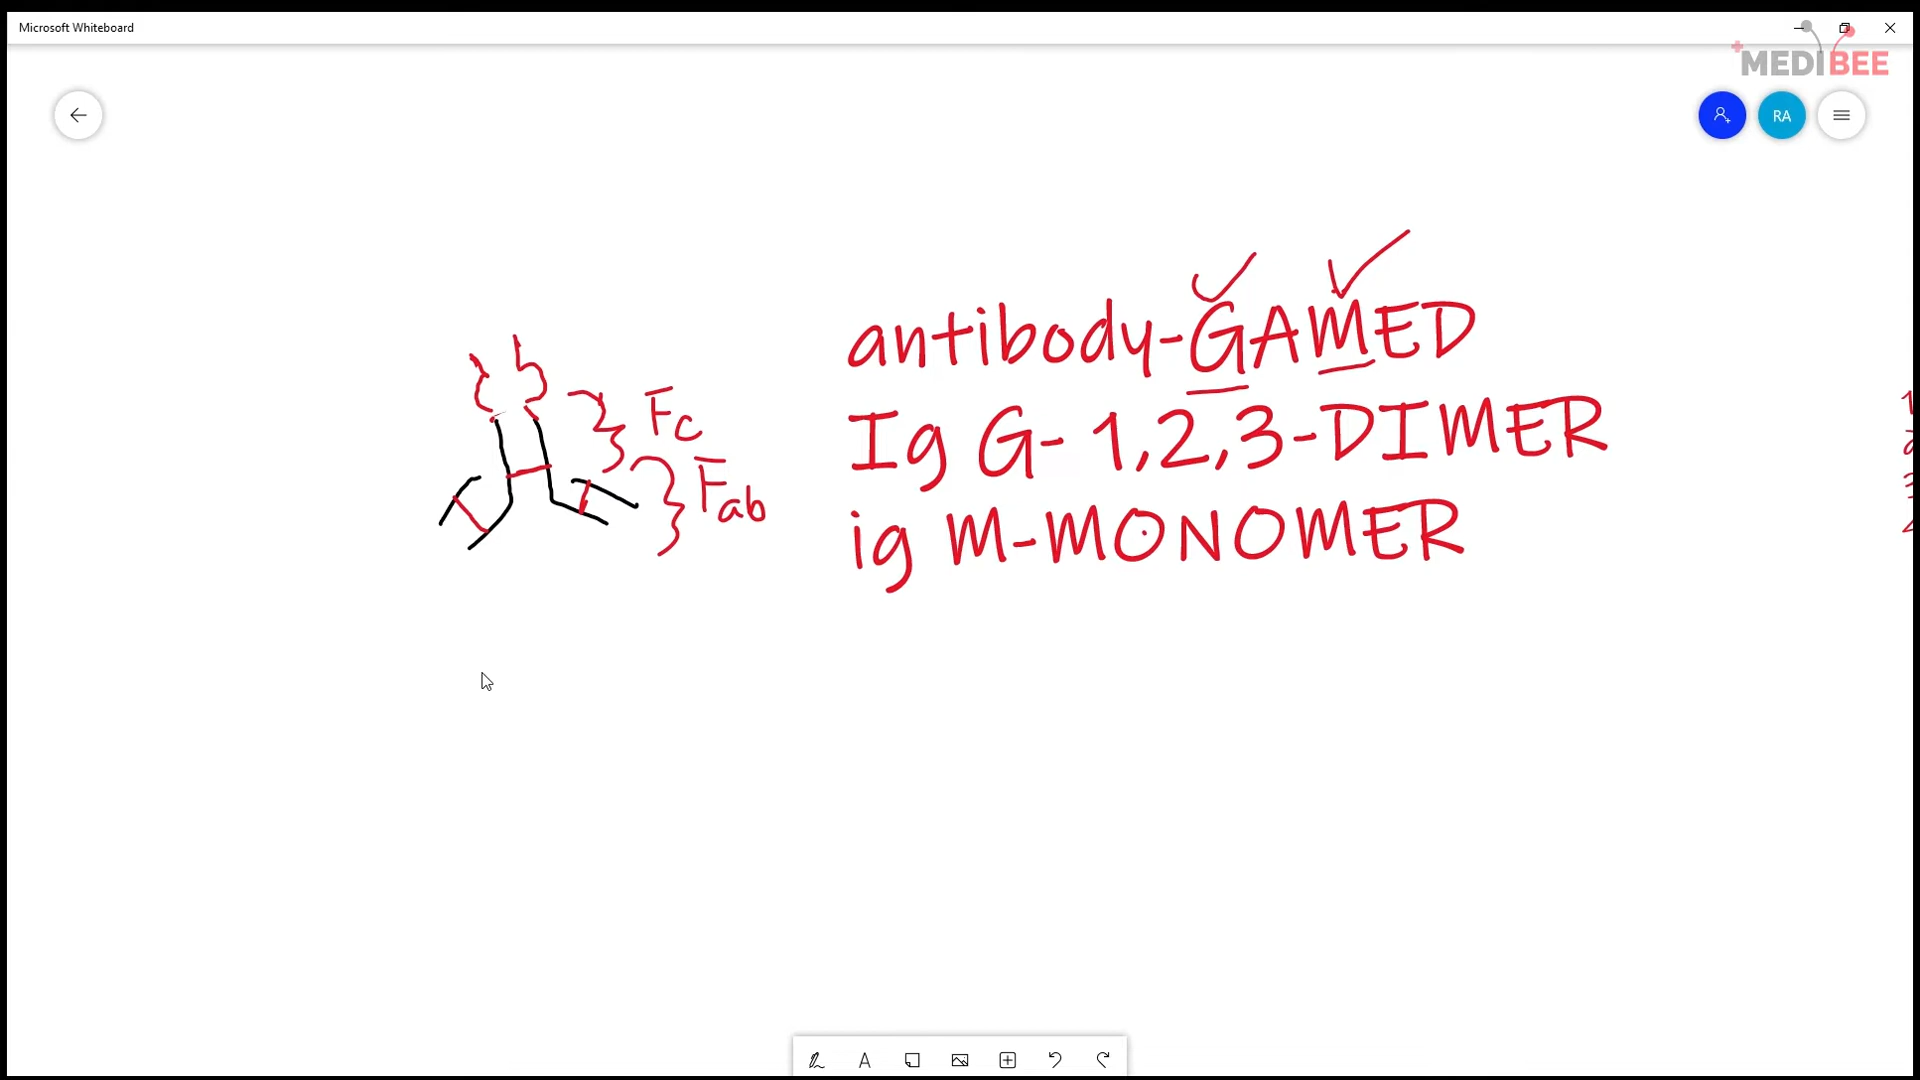 Microsoft Whiteboard
MEDIBEE
RA
antibody-GAMED
Ig G- 1,2,3-DIMER
ig M-MONOMER
Fc
Fab
A